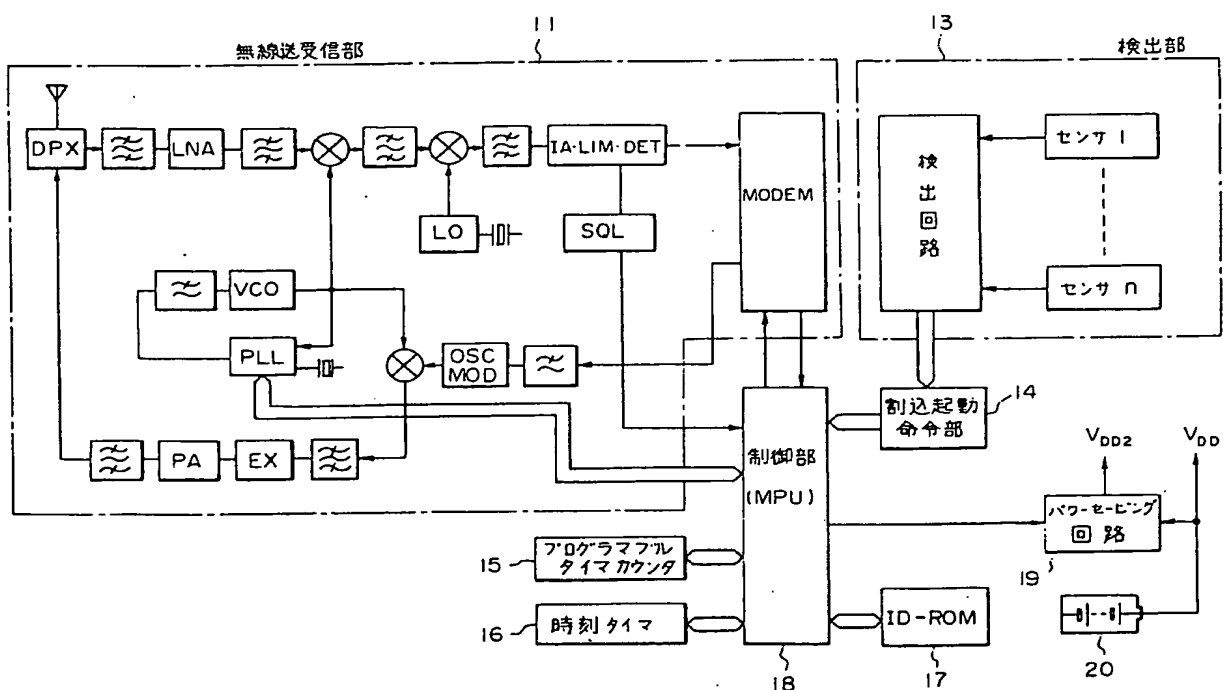 11
無線送受信部
13
検出部
DPX
LNA
IA·LIM·DET
MODEM
検出回路
センサ 1
センサ n
LO
SQL
VCO
PLL
OSC
MOD
PA
EX
制御部
(MPU)
割込起動
命令部
14
VDD2
VDD
パワーセービング
回路
19
20
15
プログラマブル
タイマカウンタ
16
時刻タイマ
ID-ROM
17
18